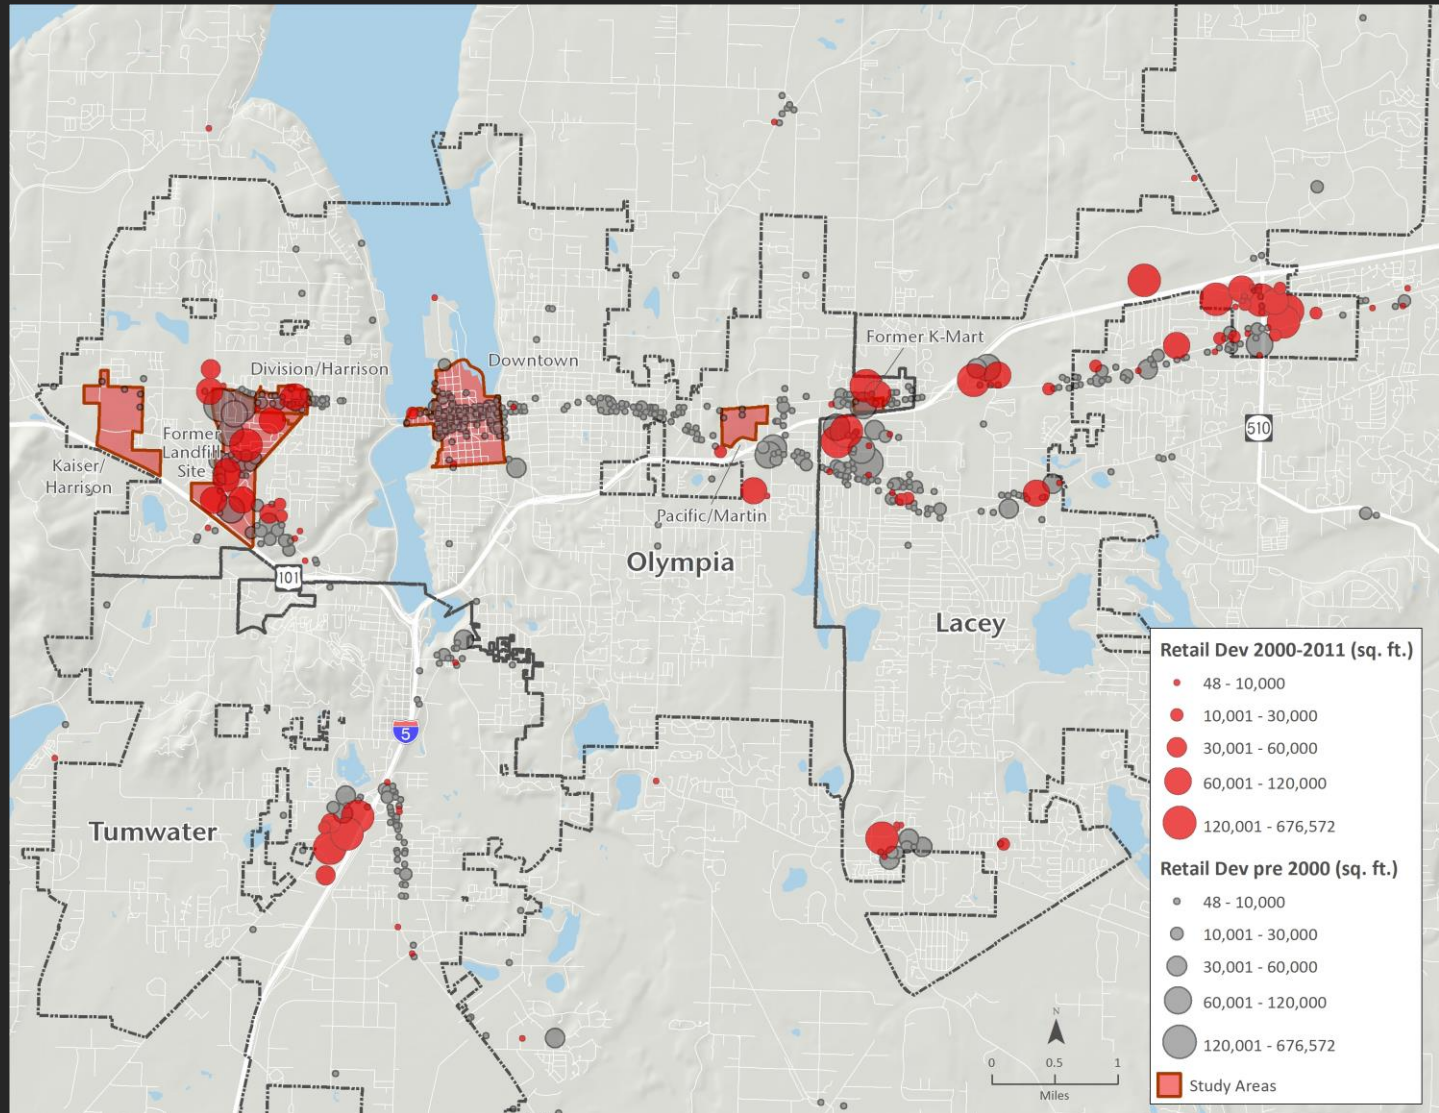 Former K-Mart
Division/Harrison
Downtown
Former
Landfill
Site
Kaiser/
Harrison
510
Pacific/Martin
Olympia
101
Lacey
5
Tumwater
Retail Dev 2000-2011 (sq. ft.)
48 - 10,000
10,001 - 30,000
30,001 - 60,000
60,001 - 120,000
120,001 - 676,572
Retail Dev pre 2000 (sq. ft.)
48 - 10,000
10,001 - 30,000
30,001 - 60,000
60,001 - 120,000
120,001 - 676,572
Study Areas
N
0 0.5 1
Miles